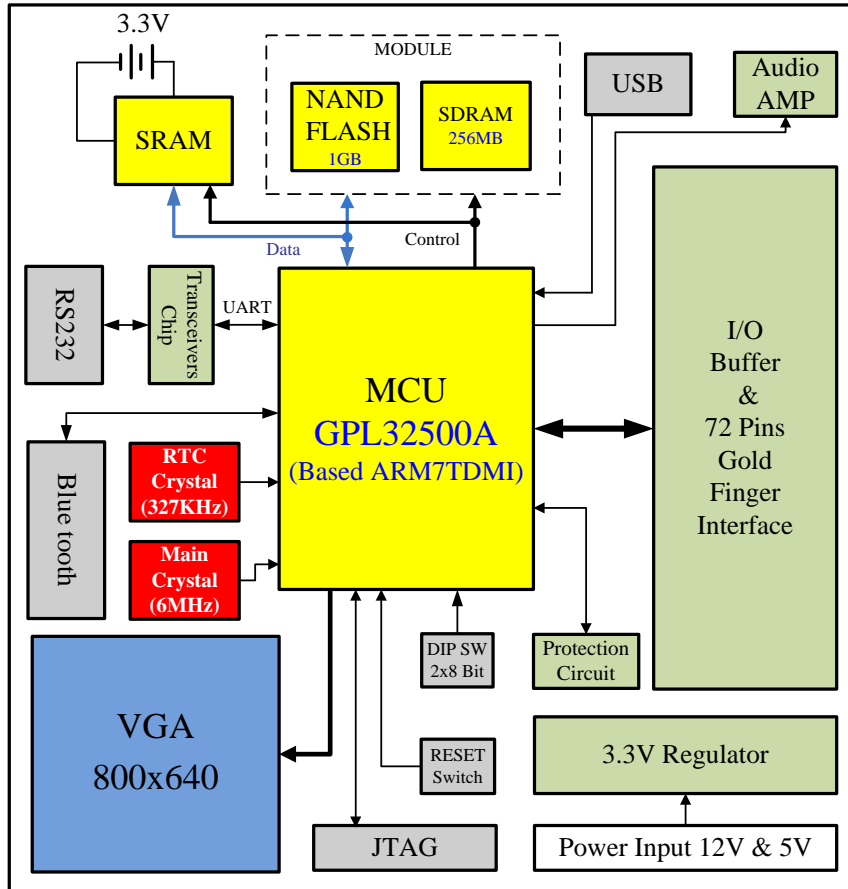 3.3V
MODULE
NAND
FLASH
1GB
SDRAM
256MB
USB
Audio
AMP
SRAM
Data
Control
RS232
Transceivers
Chip
UART
MCU
GPL32500A
(Based ARM7TDMI)
I/O
Buffer
&
72 Pins
Gold
Finger
Interface
Blue tooth
RTC
Crystal
(327KHz)
Main
Crystal
(6MHz)
DIP SW
2x8 Bit
Protection
Circuit
VGA
800x640
RESET
Switch
3.3V Regulator
JTAG
Power Input 12V & 5V